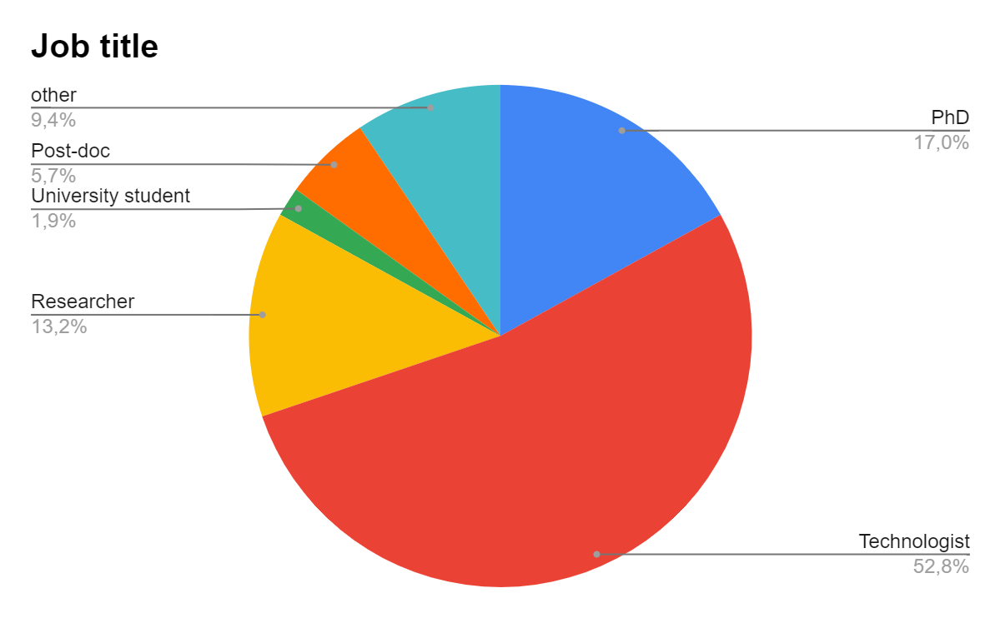 Job title
other
9,4%
Post-doc
5,7%
University student
1,9%
Researcher
13,2%
PhD
17,0%
Technologist
52,8%